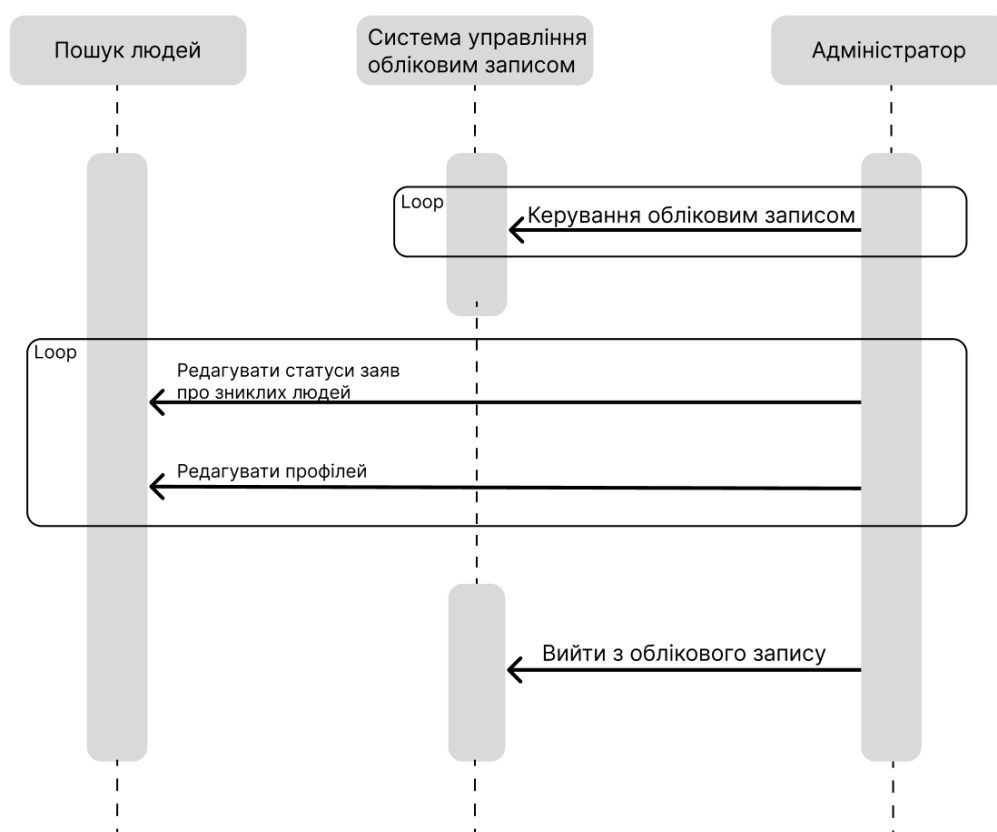 Пошук людей
Система управління
обліковим записом
Адміністратор
Loop
Керування обліковим записом
Loop
Редагувати статуси заяв
про зниклих людей
Редагувати профілей
Вийти з облікового запису